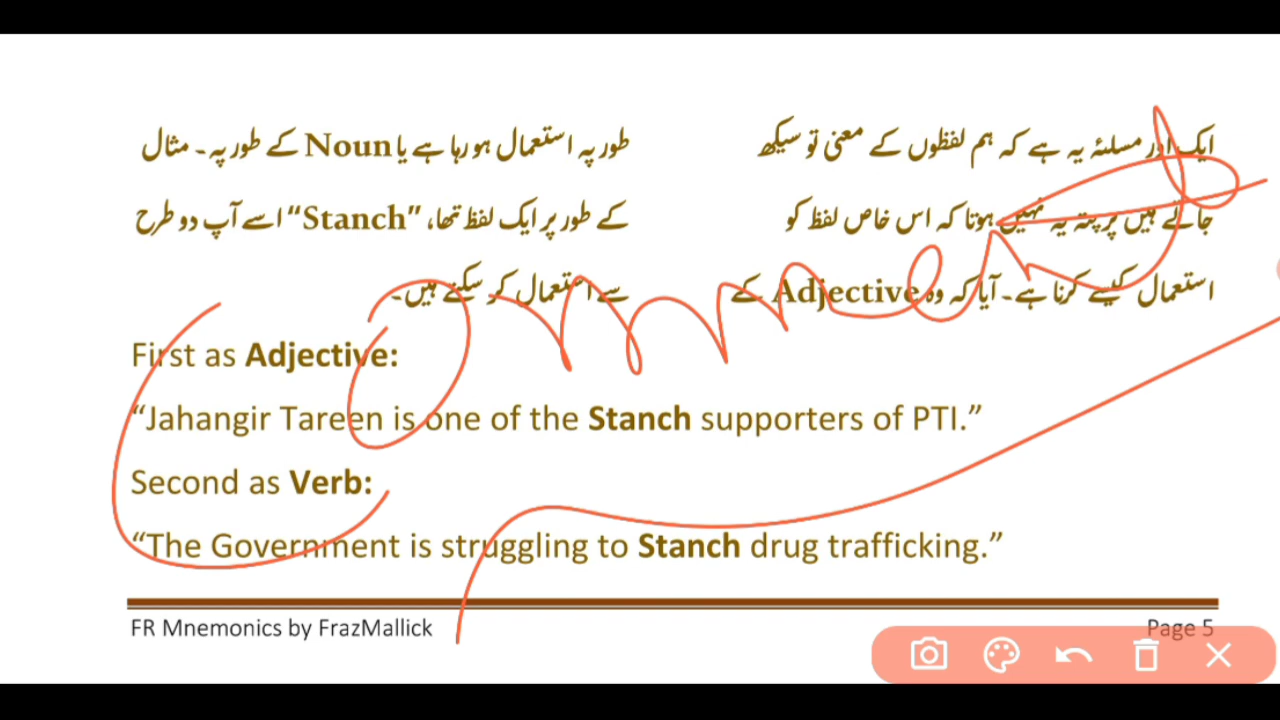 ایک اور مسلئہ یہ ہے کہ ہم لفظوں کے معنی تو سیکھ
جاتے ہیں پر پتہ یہ نہیں ہوتا کہ اس خاص لفظ کو
استعمال کیسے کرنا ہے۔ آیا کہ وہ Adjective کے
طور پہ استعمال ہو رہا ہے یا Noun کے طور پہ۔ مثال
کے طور پر ایک لفظ تھا، “Stanch” اسے آپ دو طرح
سے استعمال کر سکتے ہیں۔
Comment
First as Adjective:
“Jahangir Tareen is one of the Stanch supporters of PTI.”
Second as Verb:
“The Government is struggling to Stanch drug trafficking.”
FR Mnemonics by FrazMallick
Page 5